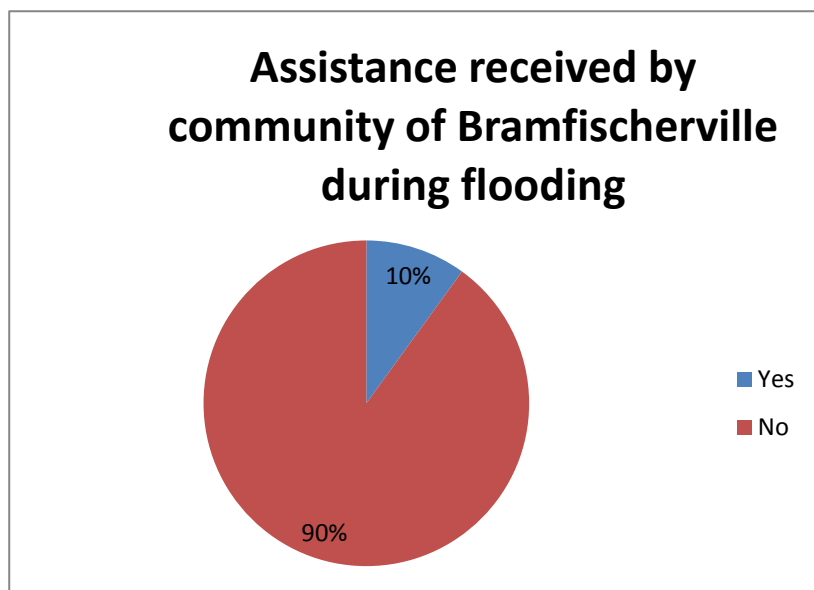 Assistance received by
community of Bramfischerville
during flooding
10%
Yes
No
90%